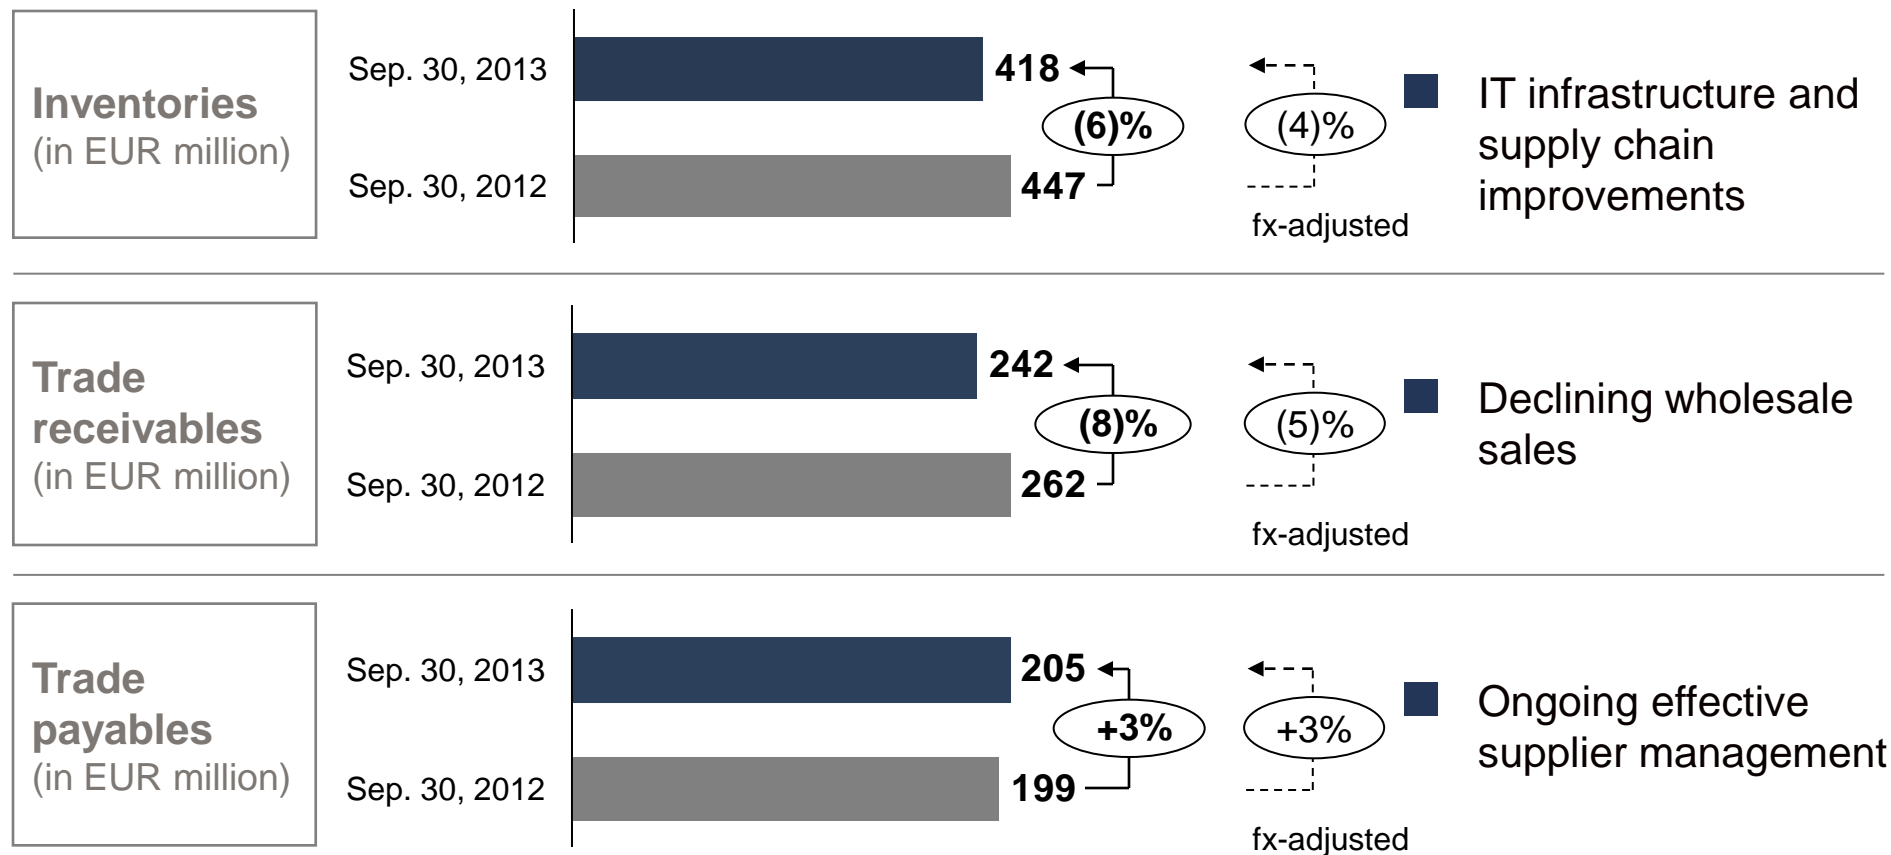 Inventories
(in EUR million)
Sep. 30, 2013
418
(6)%
(4)%
Sep. 30, 2012
447
fx-adjusted
IT infrastructure and
supply chain
improvements
Trade
receivables
(in EUR million)
Sep. 30, 2013
242
(8)%
(5)%
Sep. 30, 2012
262
fx-adjusted
Declining wholesale
sales
Trade
payables
(in EUR million)
Sep. 30, 2013
205
+3%
+3%
Sep. 30, 2012
199
fx-adjusted
Ongoing effective
supplier management